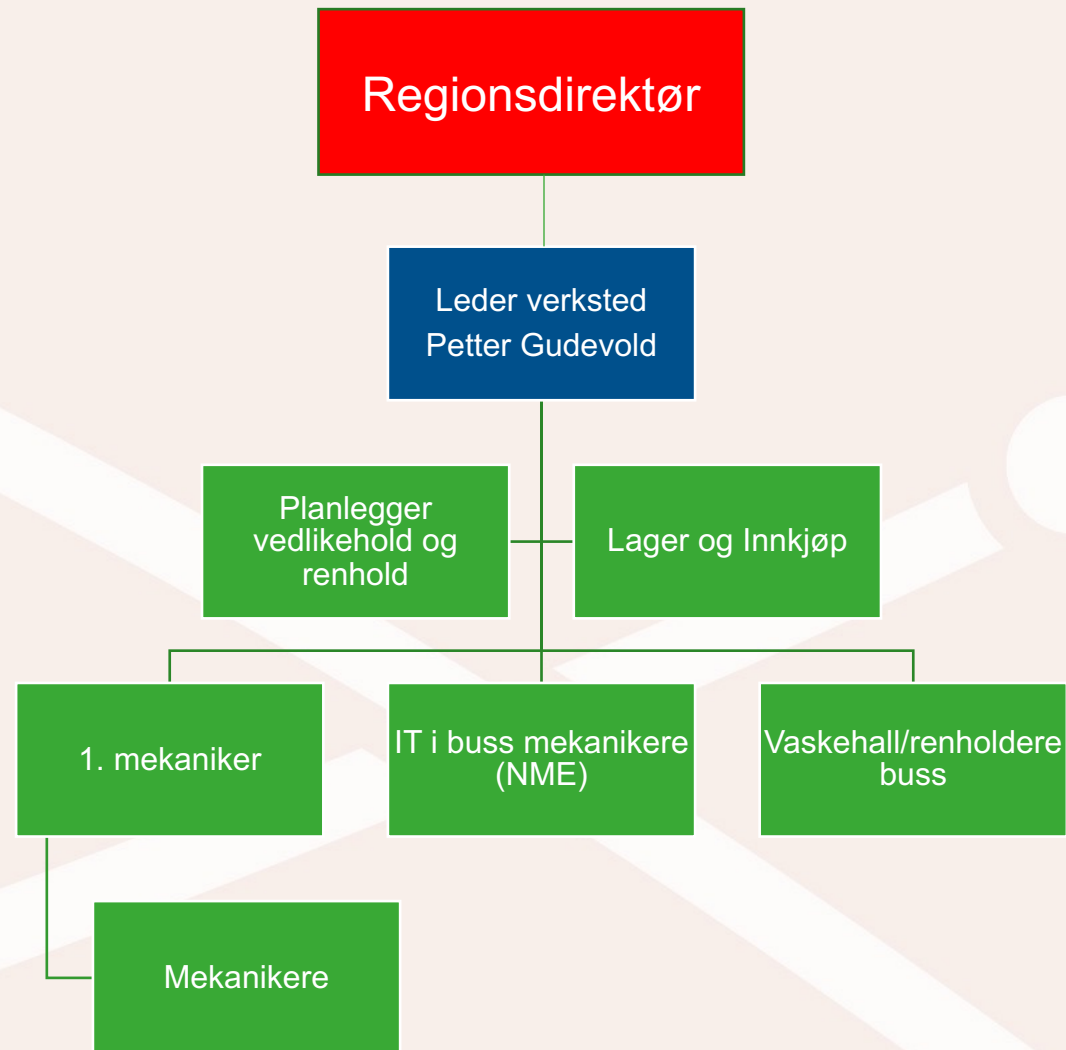 Regionsdirektør
Leder verksted
Petter Gudevold
Planlegger
vedlikehold og
renhold
Lager og Innkjøp
1. mekaniker
IT i buss mekanikere
(NME)
Vaskehall/renholdere
buss
Mekanikere